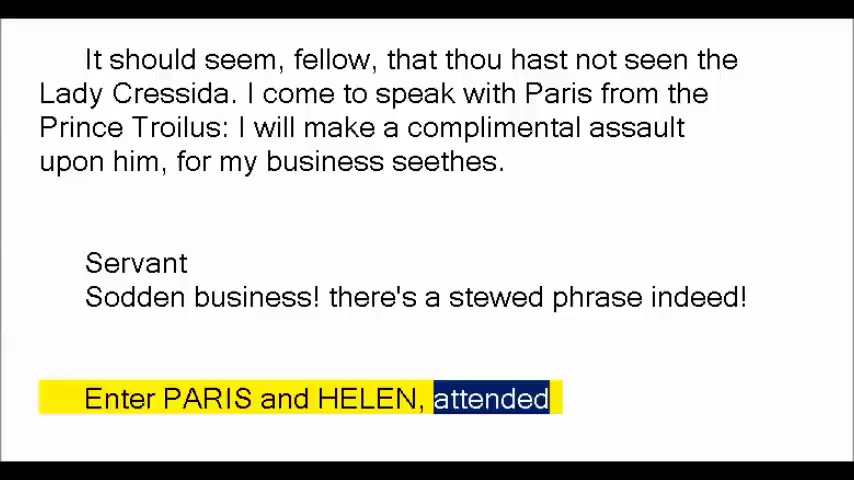 It should seem, fellow, that thou hast not seen the
Lady Cressida. I come to speak with Paris from the
Prince Troilus: I will make a complimental assault
upon him, for my business seethes.
Servant
Sodden business! there's a stewed phrase indeed!
Enter PARIS and HELEN, attended